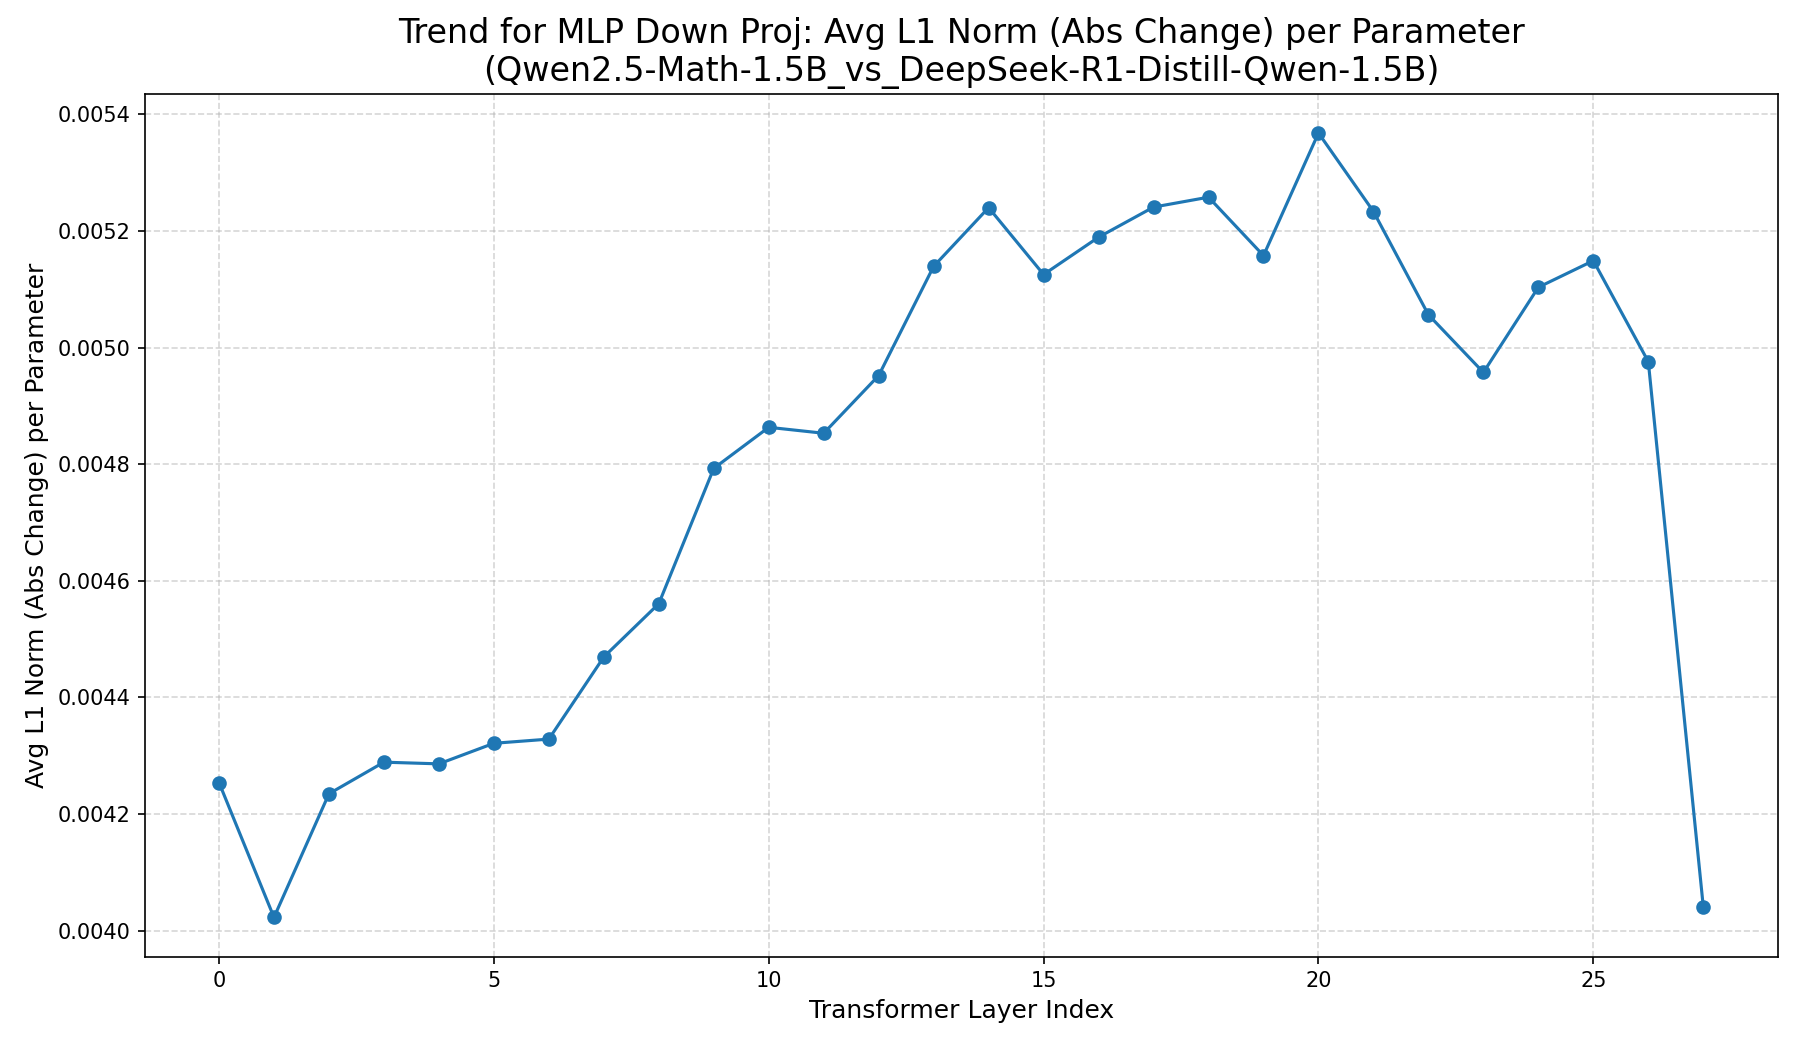 Trend for MLP Down Proj: Avg L1 Norm (Abs Change) per Parameter
(Qwen2.5-Math-1.5B_vs_DeepSeek-R1-Distill-Qwen-1.5B)
Avg L1 Norm (Abs Change) per Parameter
0.0054
0.0052
0.0050
0.0048
0.0046
0.0044
0.0042
0.0040
0 5 10 15 20 25
Transformer Layer Index